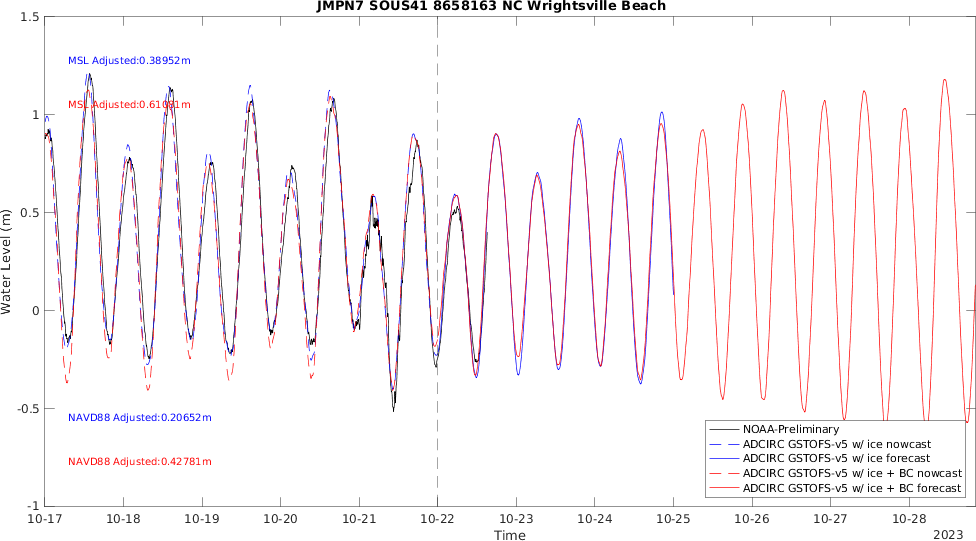 JMPN7 SOUS41 8658163 NC Wrightsville Beach
1.5
1
0.5
0
-0.5
-1
Water Level (m)
MSL Adjusted:0.38952m
MSL Adjusted:0.61081m
NAVD88 Adjusted:0.20652m
NAVD88 Adjusted:0.42781m
NOAA-Preliminary
ADCIRC GSTOFS-v5 w/ ice nowcast
ADCIRC GSTOFS-v5 w/ ice forecast
ADCIRC GSTOFS-v5 w/ ice + BC nowcast
ADCIRC GSTOFS-v5 w/ ice + BC forecast
10-17 10-18 10-19 10-20 10-21 10-22 10-23 10-24 10-25 10-26 10-27 10-28
Time
2023